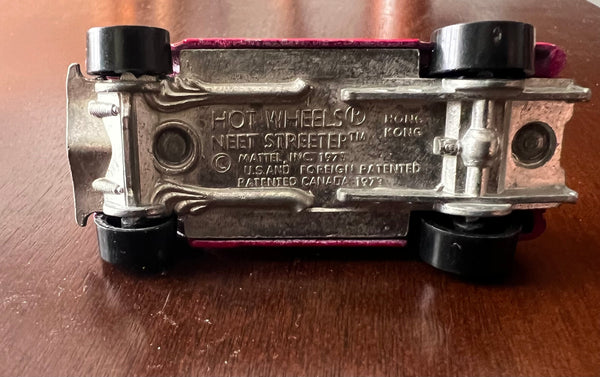 HOT WHEELS®
NEET STREETER™
© MATTEL, INC. 1973
U.S. AND FOREIGN PATENTED
PATENTED CANADA 1973
HONG
KONG